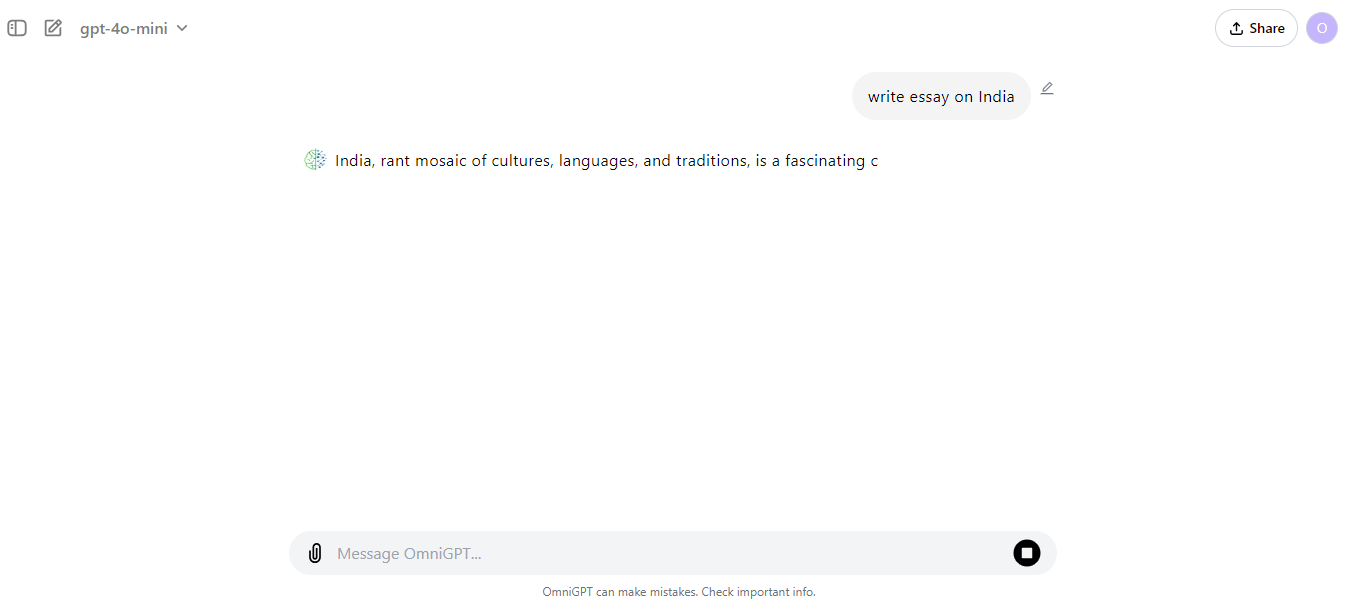 gpt-4o-mini
Share
O
write essay on India
India, rant mosaic of cultures, languages, and traditions, is a fascinating c
Message OmniGPT...
OmniGPT can make mistakes. Check important info.